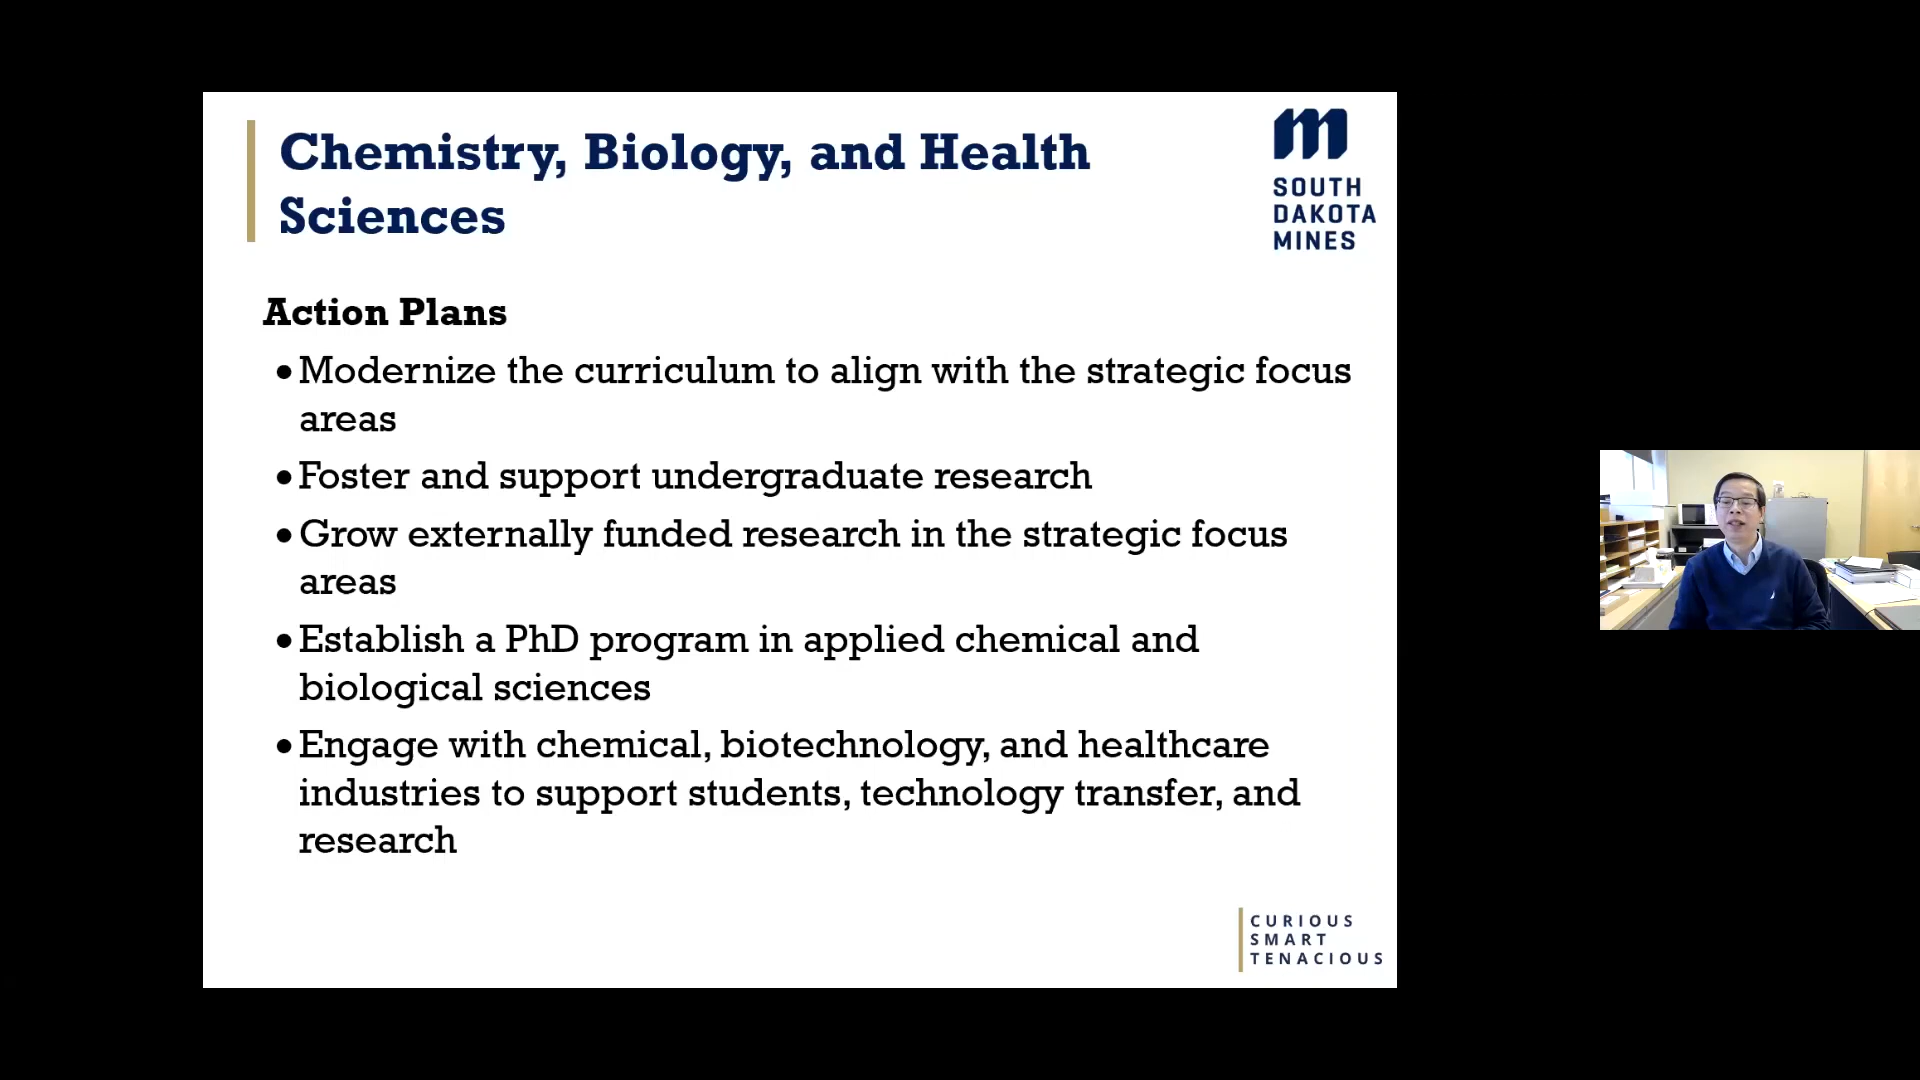 Chemistry, Biology, and Health
Sciences
SOUTH
DAKOTA
MINES
Action Plans
•Modernize the curriculum to align with the strategic focus
areas
•Foster and support undergraduate research
•Grow externally funded research in the strategic focus
areas
•Establish a PhD program in applied chemical and
biological sciences
•Engage with chemical, biotechnology, and healthcare
industries to support students, technology transfer, and
research
CURIOUS
SMART
TENACIOUS